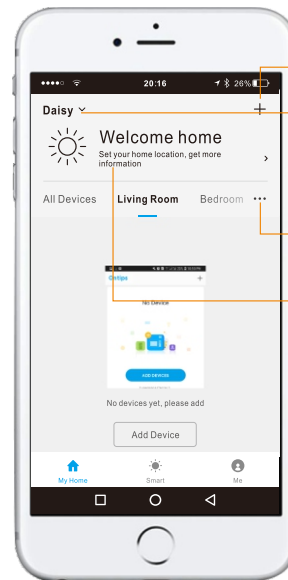 20:16
26%
Daisy
Welcome home
Set your home location, get more
information
All Devices Living Room Bedroom
No Device
ADD DEVICES
No devices yet, please add
Add Device
My Home Smart Me